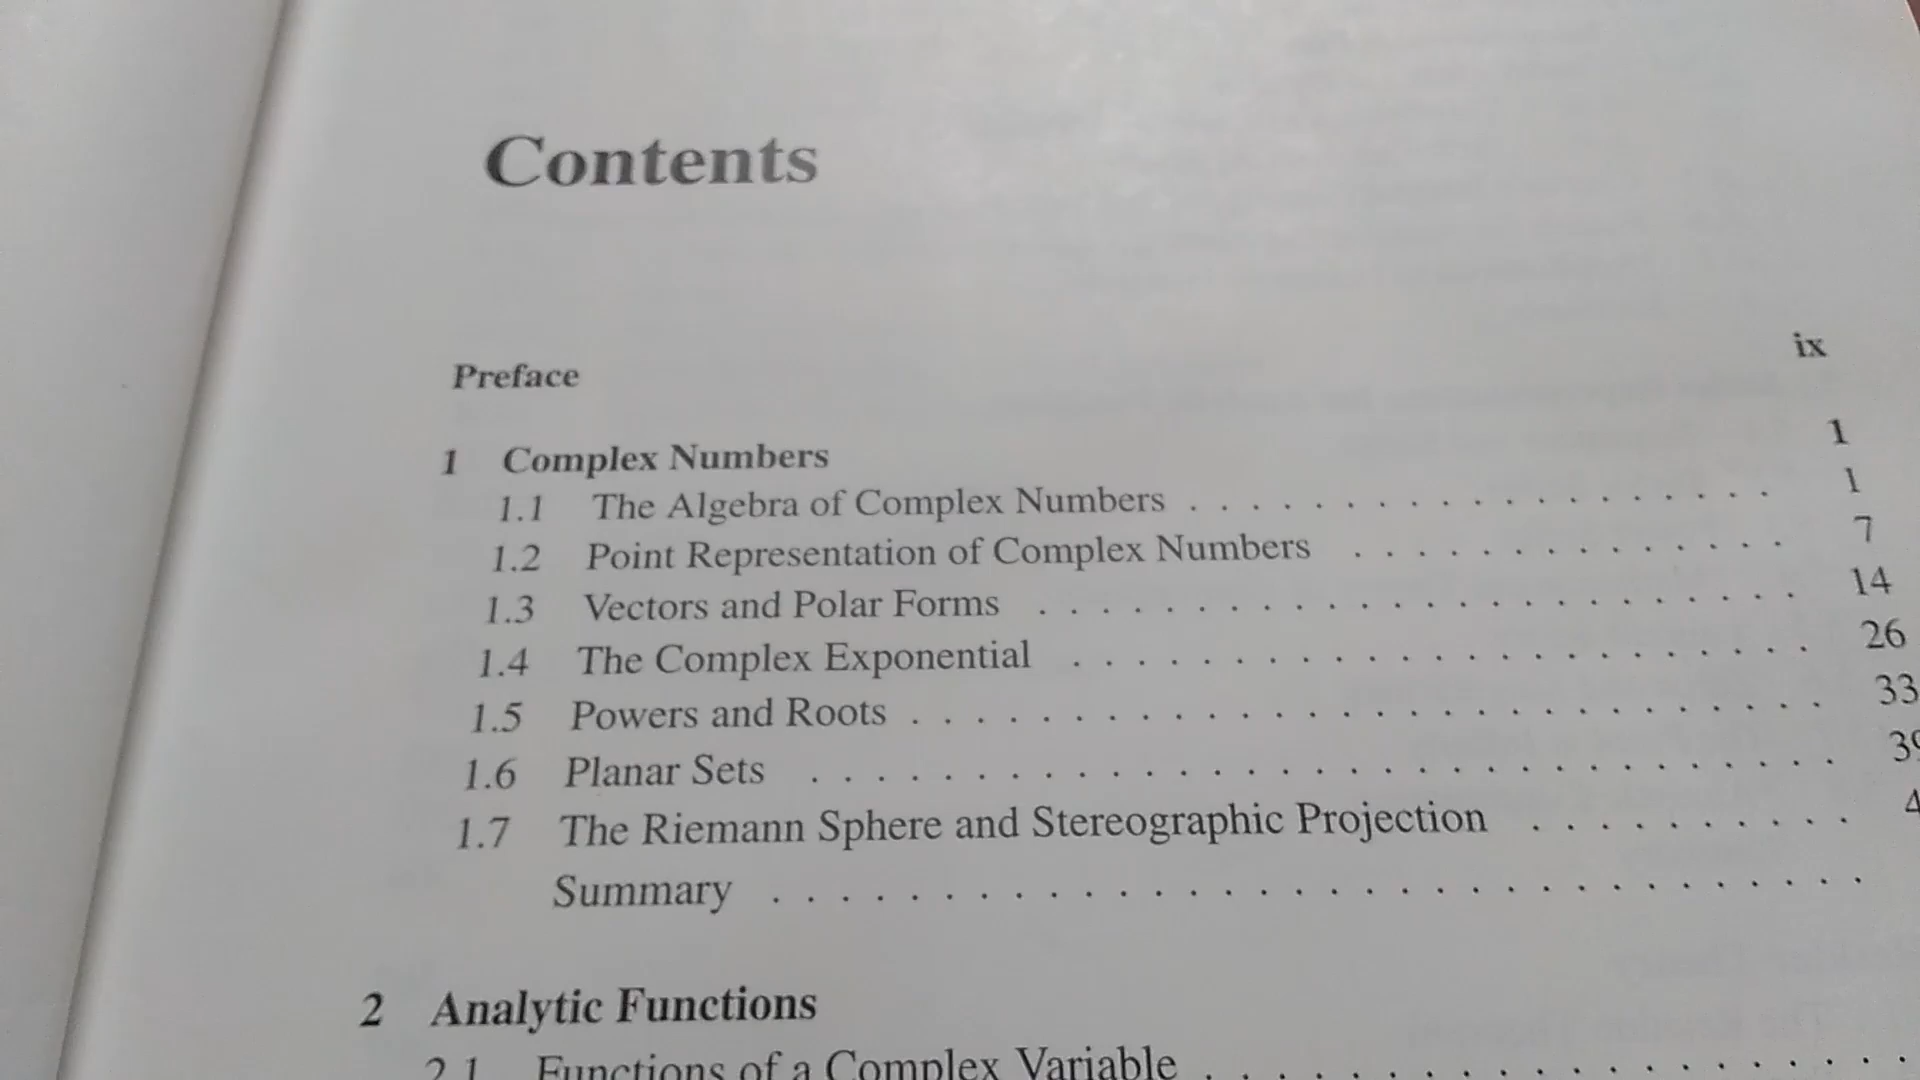 Contents
Preface ix
1 Complex Numbers 1
1.1 The Algebra of Complex Numbers . . . . . . . . . . . . . . . . . . . 1
1.2 Point Representation of Complex Numbers . . . . . . . . . . . . . . 7
1.3 Vectors and Polar Forms . . . . . . . . . . . . . . . . . . . . . . 14
1.4 The Complex Exponential . . . . . . . . . . . . . . . . . . . . . 26
1.5 Powers and Roots . . . . . . . . . . . . . . . . . . . . . . . . . . 33
1.6 Planar Sets . . . . . . . . . . . . . . . . . . . . . . . . . . . . . .
1.7 The Riemann Sphere and Stereographic Projection . . . . . . . . . .
Summary . . . . . . . . . . . . . . . . . . . . . . . . . . . . . . . .
2 Analytic Functions
2.1 Functions of a Complex Variable . . . . . . . . . . . . . . . . . .